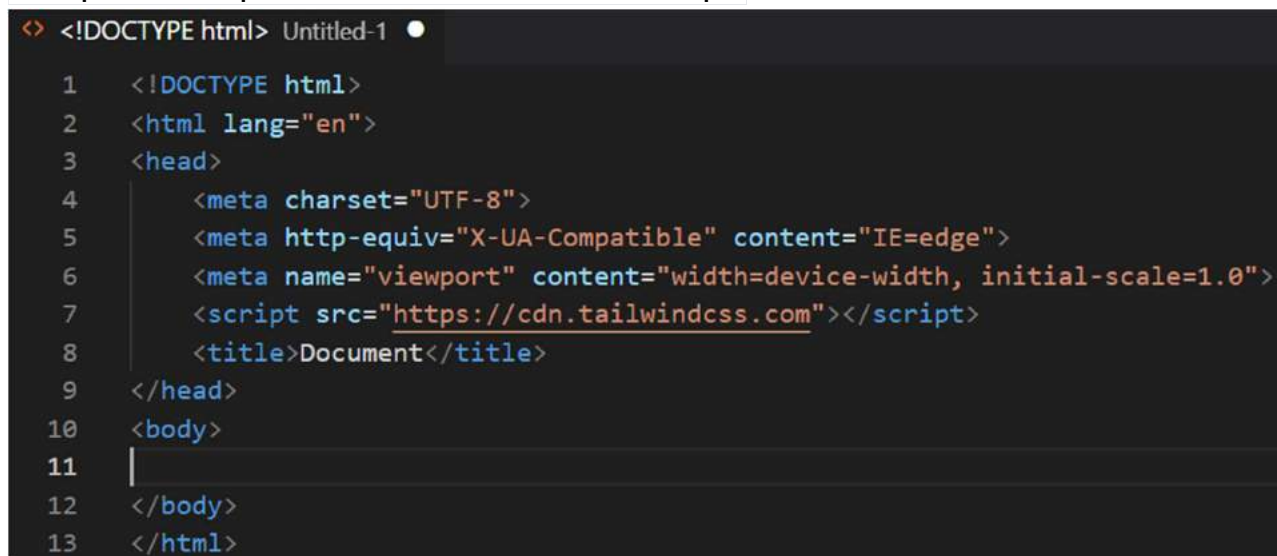 <!DOCTYPE html> Untitled-1
1 <!DOCTYPE html>
2 <html lang="en">
3 <head>
4     <meta charset="UTF-8">
5     <meta http-equiv="X-UA-Compatible" content="IE=edge">
6     <meta name="viewport" content="width=device-width, initial-scale=1.0">
7     <script src="https://cdn.tailwindcss.com"></script>
8     <title>Document</title>
9 </head>
10 <body>
11
12 </body>
13 </html>